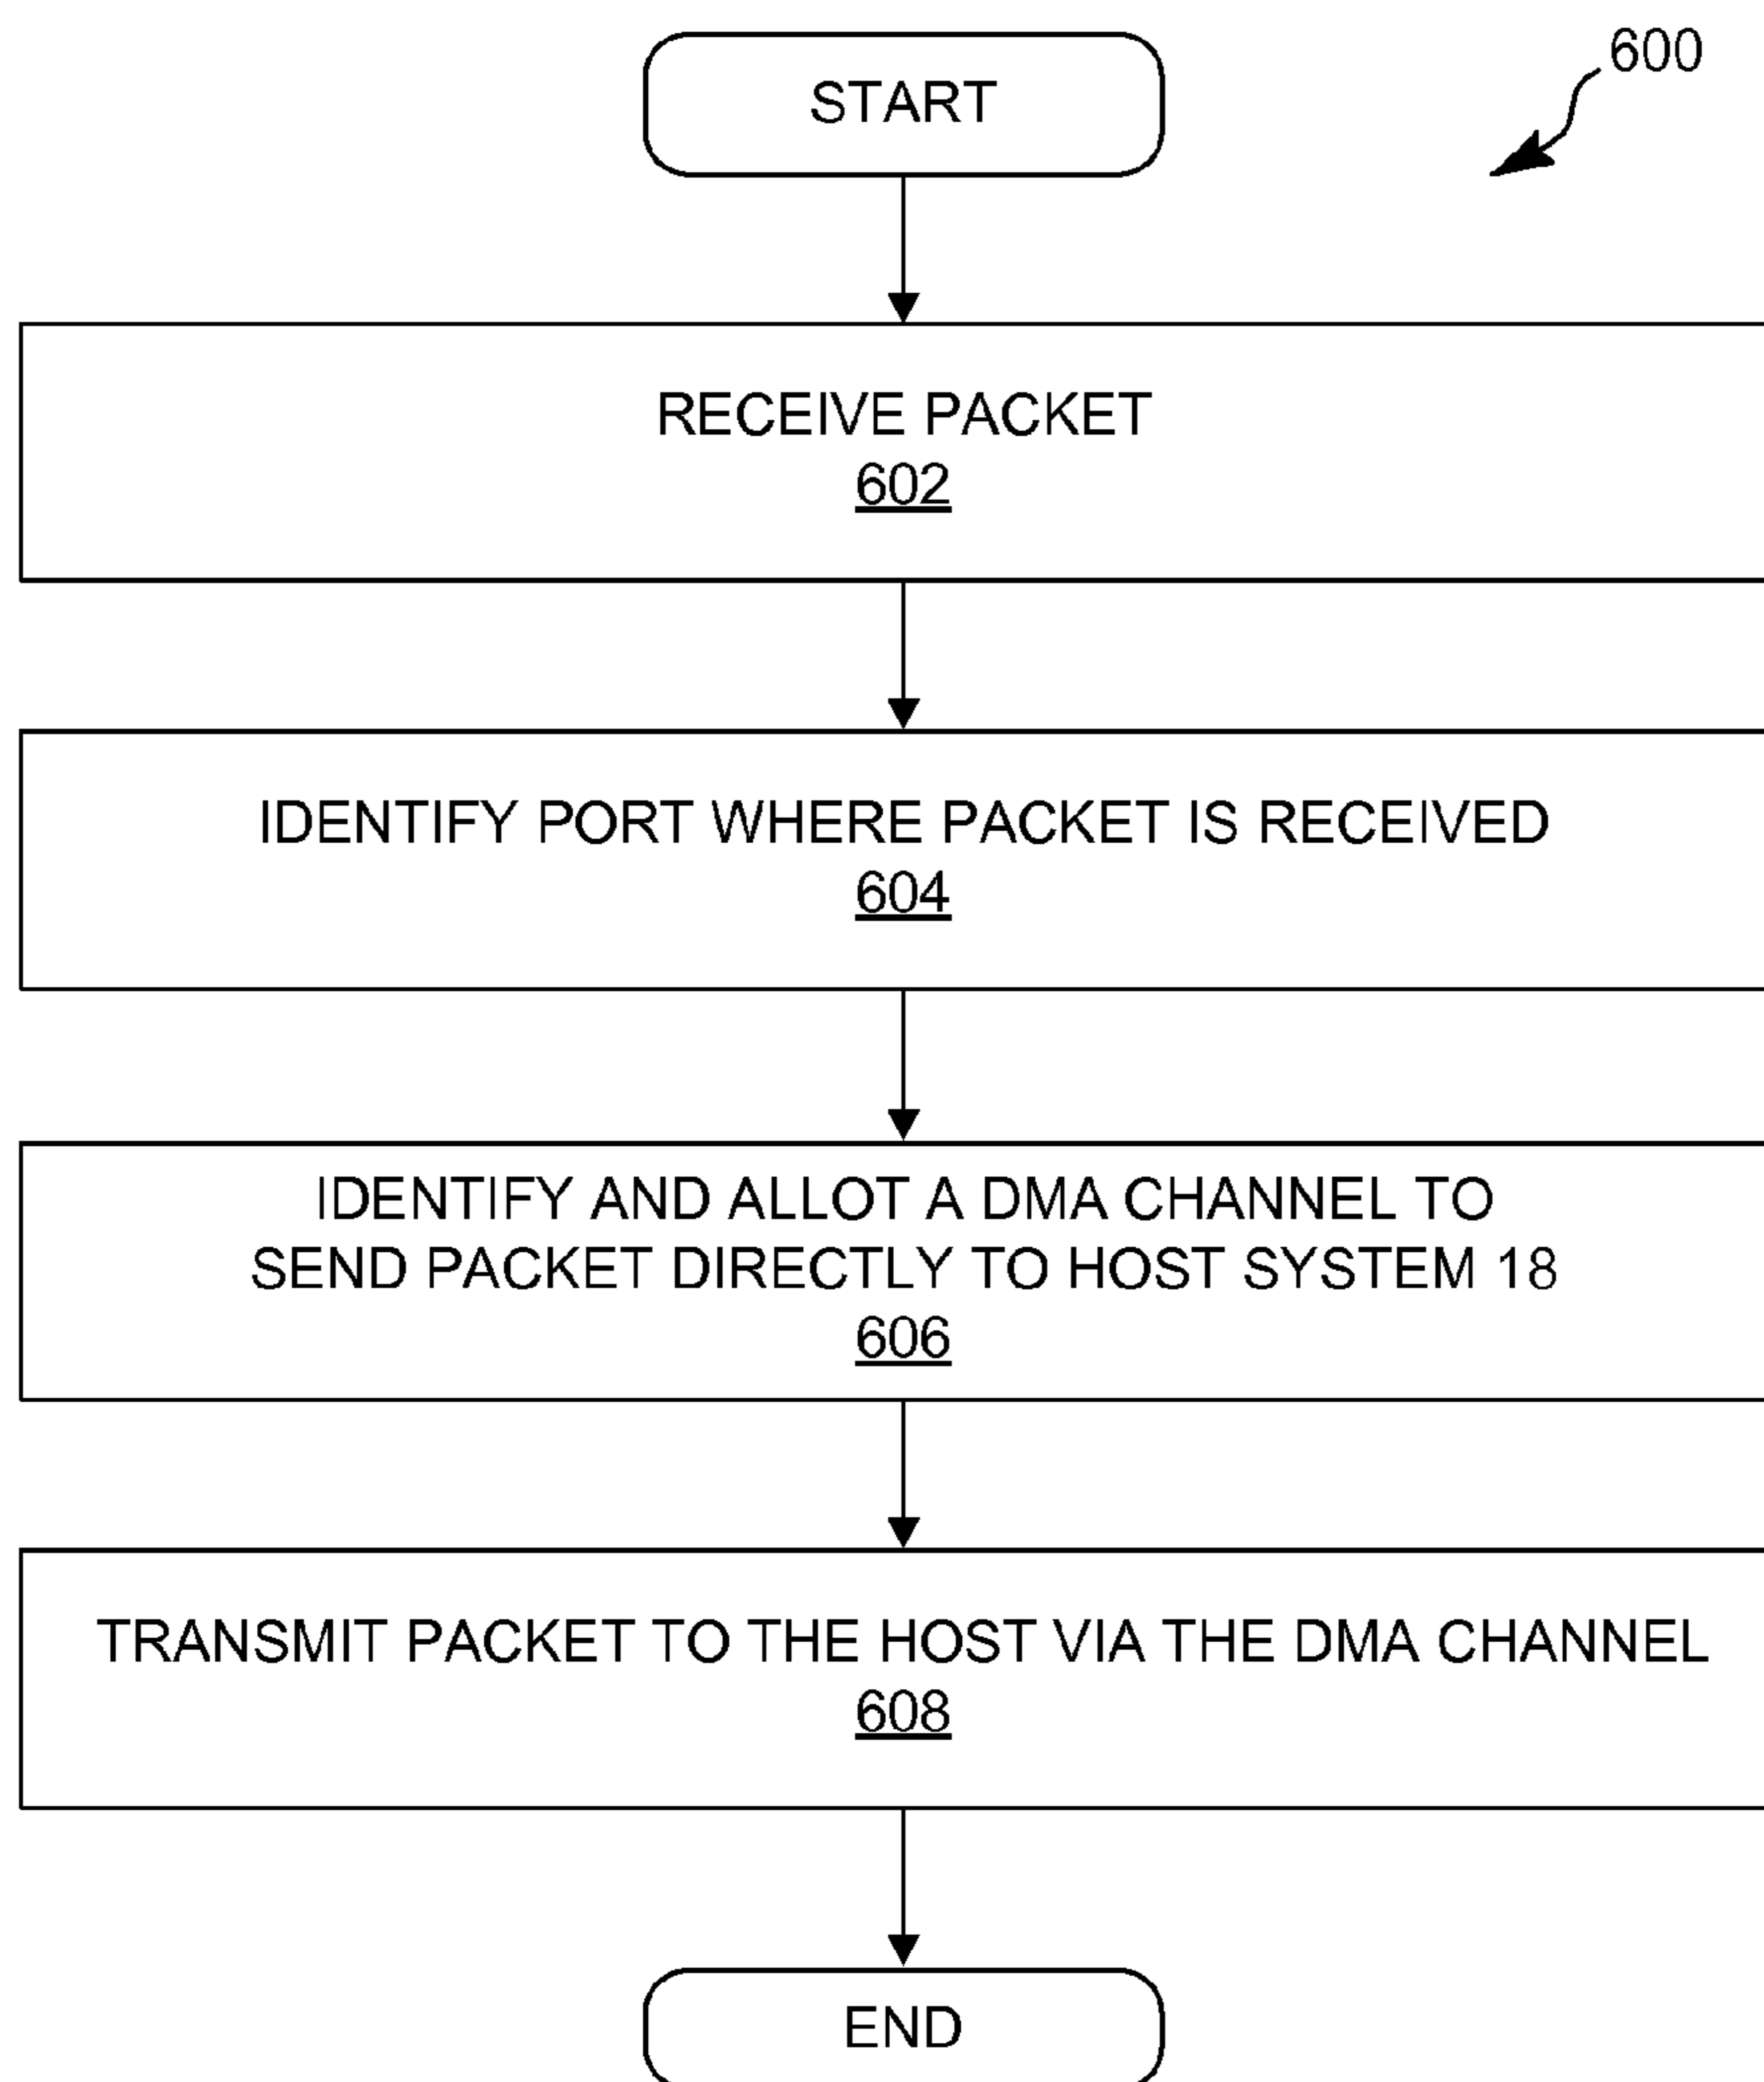 600
START
RECEIVE PACKET
602
IDENTIFY PORT WHERE PACKET IS RECEIVED
604
IDENTIFY AND ALLOT A DMA CHANNEL TO
SEND PACKET DIRECTLY TO HOST SYSTEM 18
606
TRANSMIT PACKET TO THE HOST VIA THE DMA CHANNEL
608
END